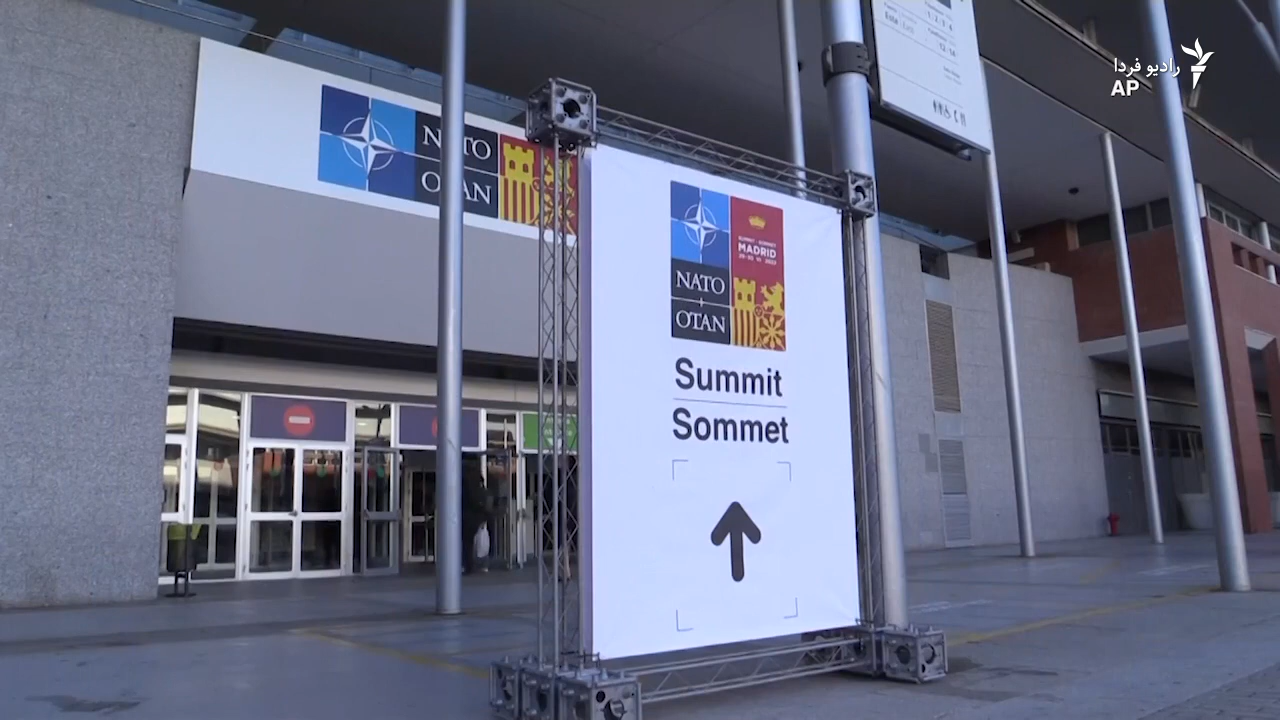 رادیو فردا
AP
NATO
OTAN
SUMMIT • SOMMET
MADRID
NATO
OTAN
Summit
Sommet